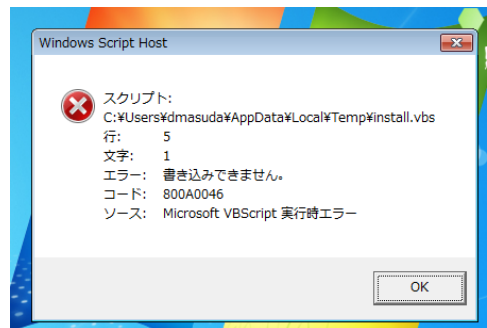 Windows Script Host
スクリプト:
C:¥Users¥dmasuda¥AppData¥Local¥Temp¥install.vbs
行: 5
文字: 1
エラー: 書き込みできません。
コード: 800A0046
ソース: Microsoft VBScript 実行時エラー
OK